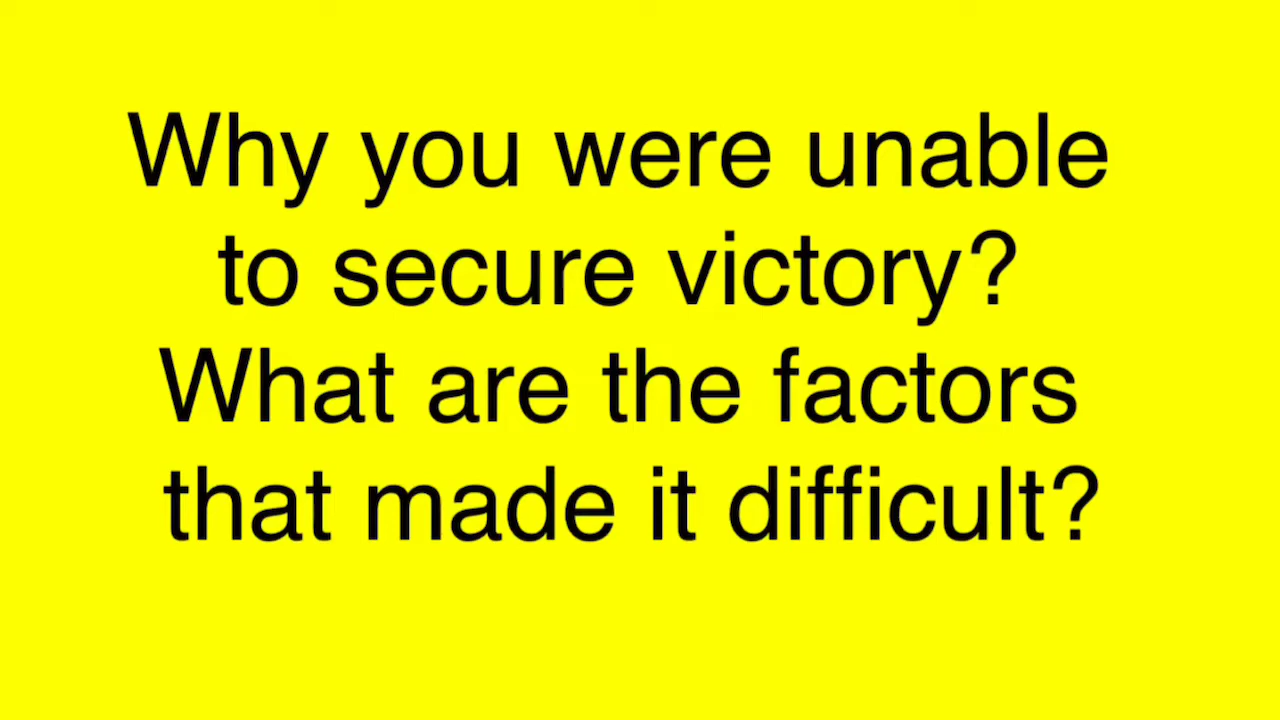 Why you were unable
to secure victory?
What are the factors
that made it difficult?